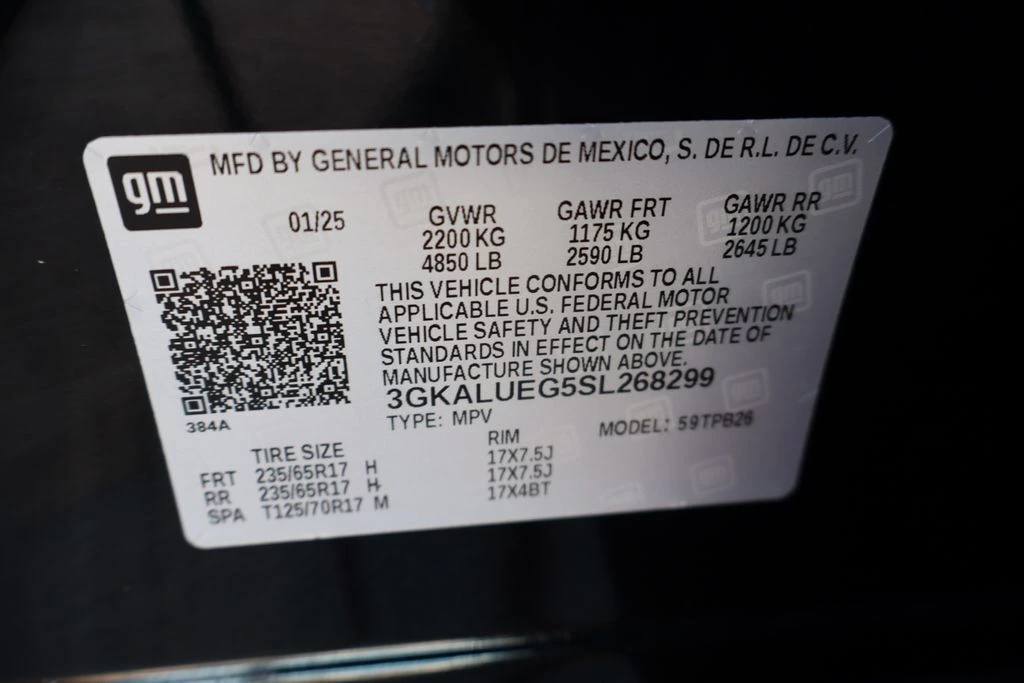 gm
MFD BY GENERAL MOTORS DE MEXICO, S. DE R.L. DE C.V.
01/25 GVWR GAWR FRT GAWR RR
2200 KG 1175 KG 1200 KG
4850 LB 2590 LB 2645 LB
THIS VEHICLE CONFORMS TO ALL
APPLICABLE U.S. FEDERAL MOTOR
VEHICLE SAFETY AND THEFT PREVENTION
STANDARDS IN EFFECT ON THE DATE OF
MANUFACTURE SHOWN ABOVE.
3GKALUEG5SL268299
384A TYPE: MPV MODEL: 59TPB26
TIRE SIZE RIM
FRT 235/65R17 H 17X7.5J
RR 235/65R17 H 17X7.5J
SPA T125/70R17 M 17X4BT